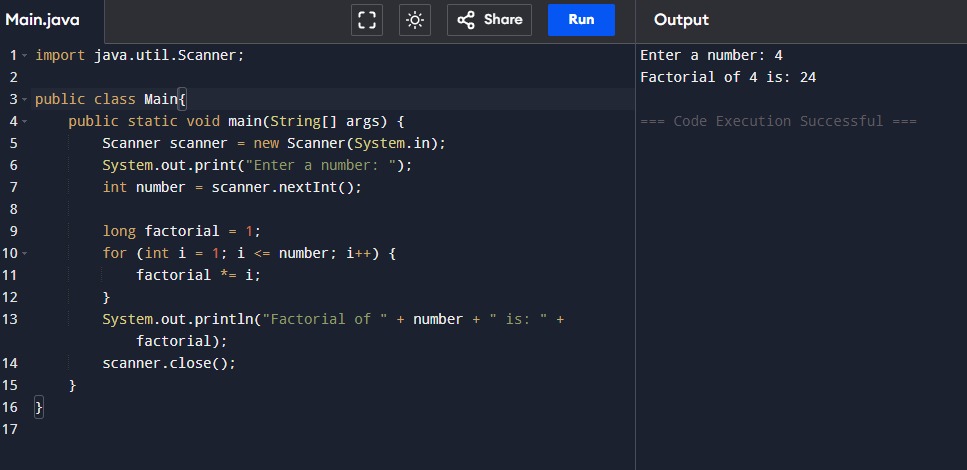 Main.java Share Run Output
1 import java.util.Scanner;
2
3 public class Main{
4     public static void main(String[] args) {
5         Scanner scanner = new Scanner(System.in);
6         System.out.print("Enter a number: ");
7         int number = scanner.nextInt();
8
9         long factorial = 1;
10         for (int i = 1; i <= number; i++) {
11             factorial *= i;
12         }
13         System.out.println("Factorial of " + number + " is: " +
            factorial);
14         scanner.close();
15     }
16 }
17
Enter a number: 4
Factorial of 4 is: 24
=== Code Execution Successful ===